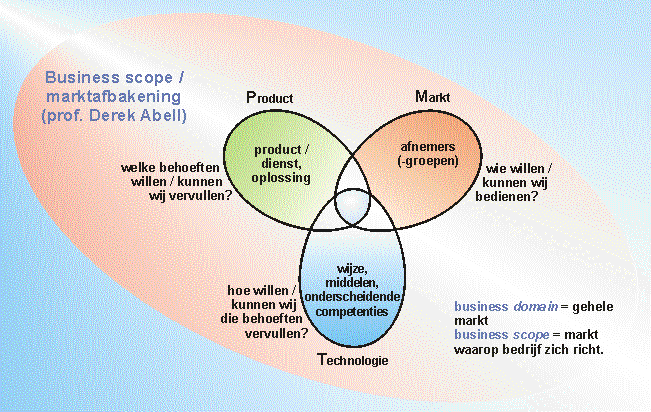 Business scope /
marktafbakening
(prof. Derek Abell)
Product
Markt
product /
dienst,
oplossing
afnemers
(-groepen)
welke behoeften
willen / kunnen
wij vervullen?
wie willen /
kunnen wij
bedienen?
wijze,
middelen,
onderscheidende
competenties
hoe willen /
kunnen wij
die behoeften
vervullen?
Technologie
business domain = gehele
markt
business scope = markt
waarop bedrijf zich richt.